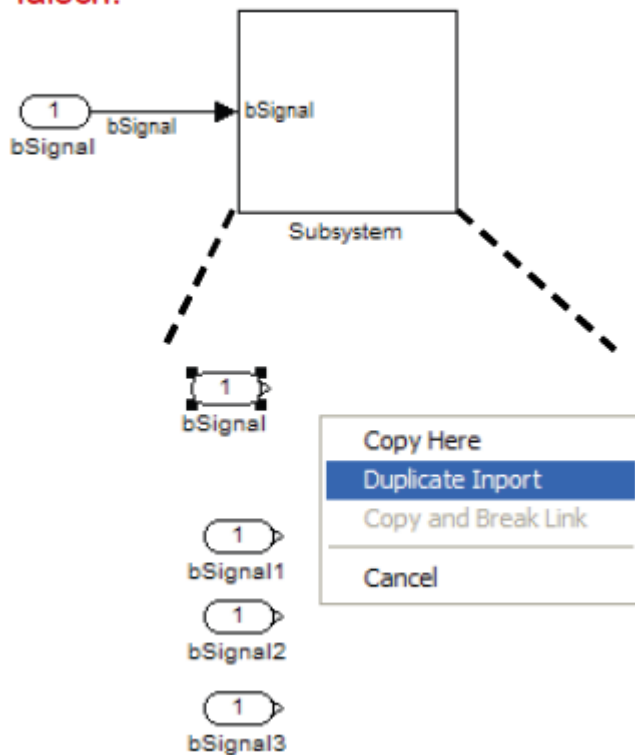 falsch:
1
bSignal
bSignal
bSignal
Subsystem
1
bSignal
Copy Here
Duplicate Inport
Copy and Break Link
Cancel
1
bSignal1
1
bSignal2
1
bSignal3